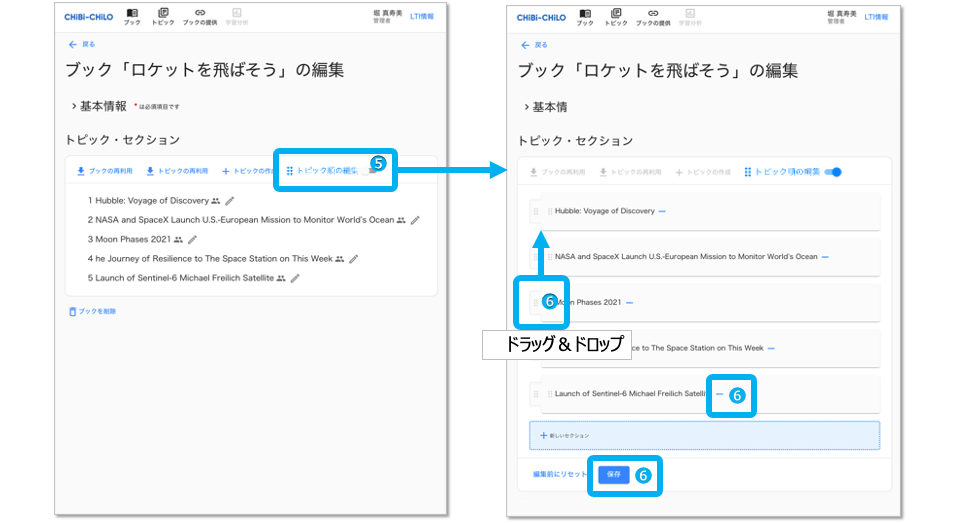 CHiBi-CHiLO ブック トピック ブックの提供 学習分析 堀 真寿美 管理者 LTI情報
戻る
ブック「ロケットを飛ばそう」の編集
基本情報 * は必須項目です
トピック・セクション
ブックの再利用 トピックの再利用 トピックの作 トピック順の編集 5
1 Hubble: Voyage of Discovery
2 NASA and SpaceX Launch U.S.-European Mission to Monitor World's Ocean
3 Moon Phases 2021
4 he Journey of Resilience to The Space Station on This Week
5 Launch of Sentinel-6 Michael Freilich Satellite
ブックを削除
CHiBi-CHiLO ブック トピック ブックの提供 学習分析 堀 真寿美 管理者 LTI情報
戻る
ブック「ロケットを飛ばそう」の編集
基本情
トピック・セクション
ブックの再利用 トピックの再利用 トピックの作成 トピック順の編集
Hubble: Voyage of Discovery
NASA and SpaceX Launch U.S.-European Mission to Monitor World's Ocean
6 Moon Phases 2021
ドラッグ＆ドロップ
ce to The Space Station on This Week
Launch of Sentinel-6 Michael Freilich Satelli 6
新しいセクション
編集前にリセット 保存 6